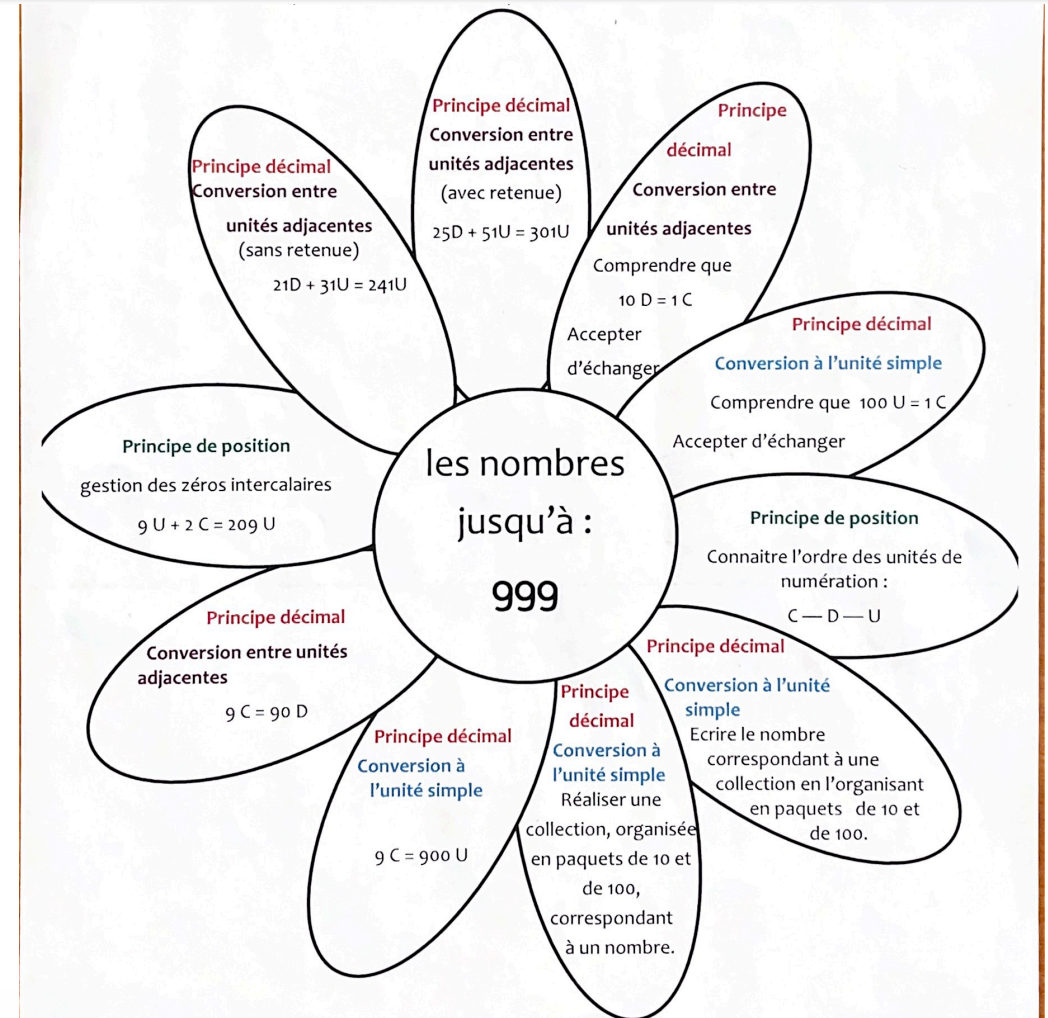 Principe décimal
Conversion entre
unités adjacentes
(avec retenue)
25D + 51U = 301U
Principe
décimal
Conversion entre
unités adjacentes
Comprendre que
10 D = 1 C
Accepter
d'échanger
Principe décimal
Conversion à l'unité simple
Comprendre que 100 U = 1 C
Accepter d'échanger
Principe de position
Connaitre l'ordre des unités de
numération :
C — D — U
Principe décimal
Conversion à l'unité
simple
Ecrire le nombre
correspondant à une
collection en l'organisant
en paquets de 10 et
de 100.
Principe
décimal
Conversion à
l'unité simple
Réaliser une
collection, organisée
en paquets de 10 et
de 100,
correspondant
à un nombre.
Principe décimal
Conversion à
l'unité simple
9 C = 900 U
Principe décimal
Conversion entre unités
adjacentes
9 C = 90 D
Principe de position
gestion des zéros intercalaires
9 U + 2 C = 209 U
Principe décimal
Conversion entre
unités adjacentes
(sans retenue)
21D + 31U = 241U
les nombres
jusqu'à :
999